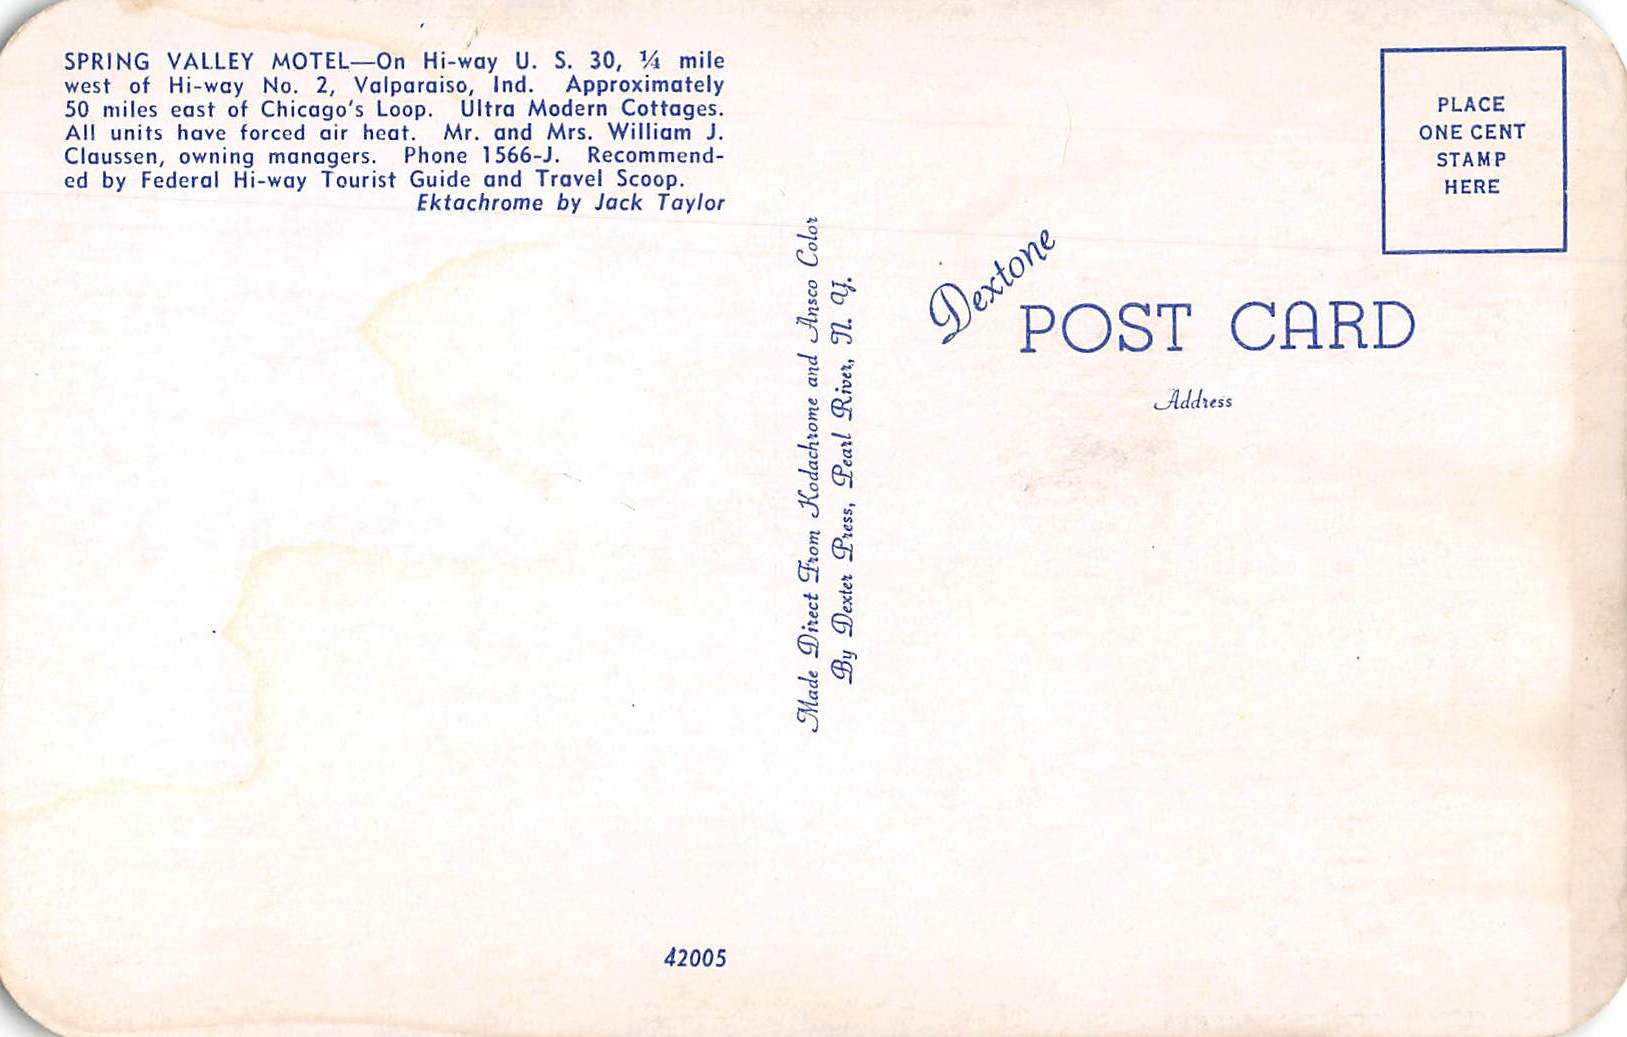 SPRING VALLEY MOTEL—On Hi-way U. S. 30, ¼ mile
west of Hi-way No. 2, Valparaiso, Ind. Approximately
50 miles east of Chicago's Loop. Ultra Modern Cottages.
All units have forced air heat. Mr. and Mrs. William J.
Claussen, owning managers. Phone 1566-J. Recommend-
ed by Federal Hi-way Tourist Guide and Travel Scoop.
Ektachrome by Jack Taylor
42005
Made Direct From Kodachrome and Ansco Color
By Dexter Press, Pearl River, N. Y.
PLACE
ONE CENT
STAMP
HERE
Dextone
POST CARD
Address